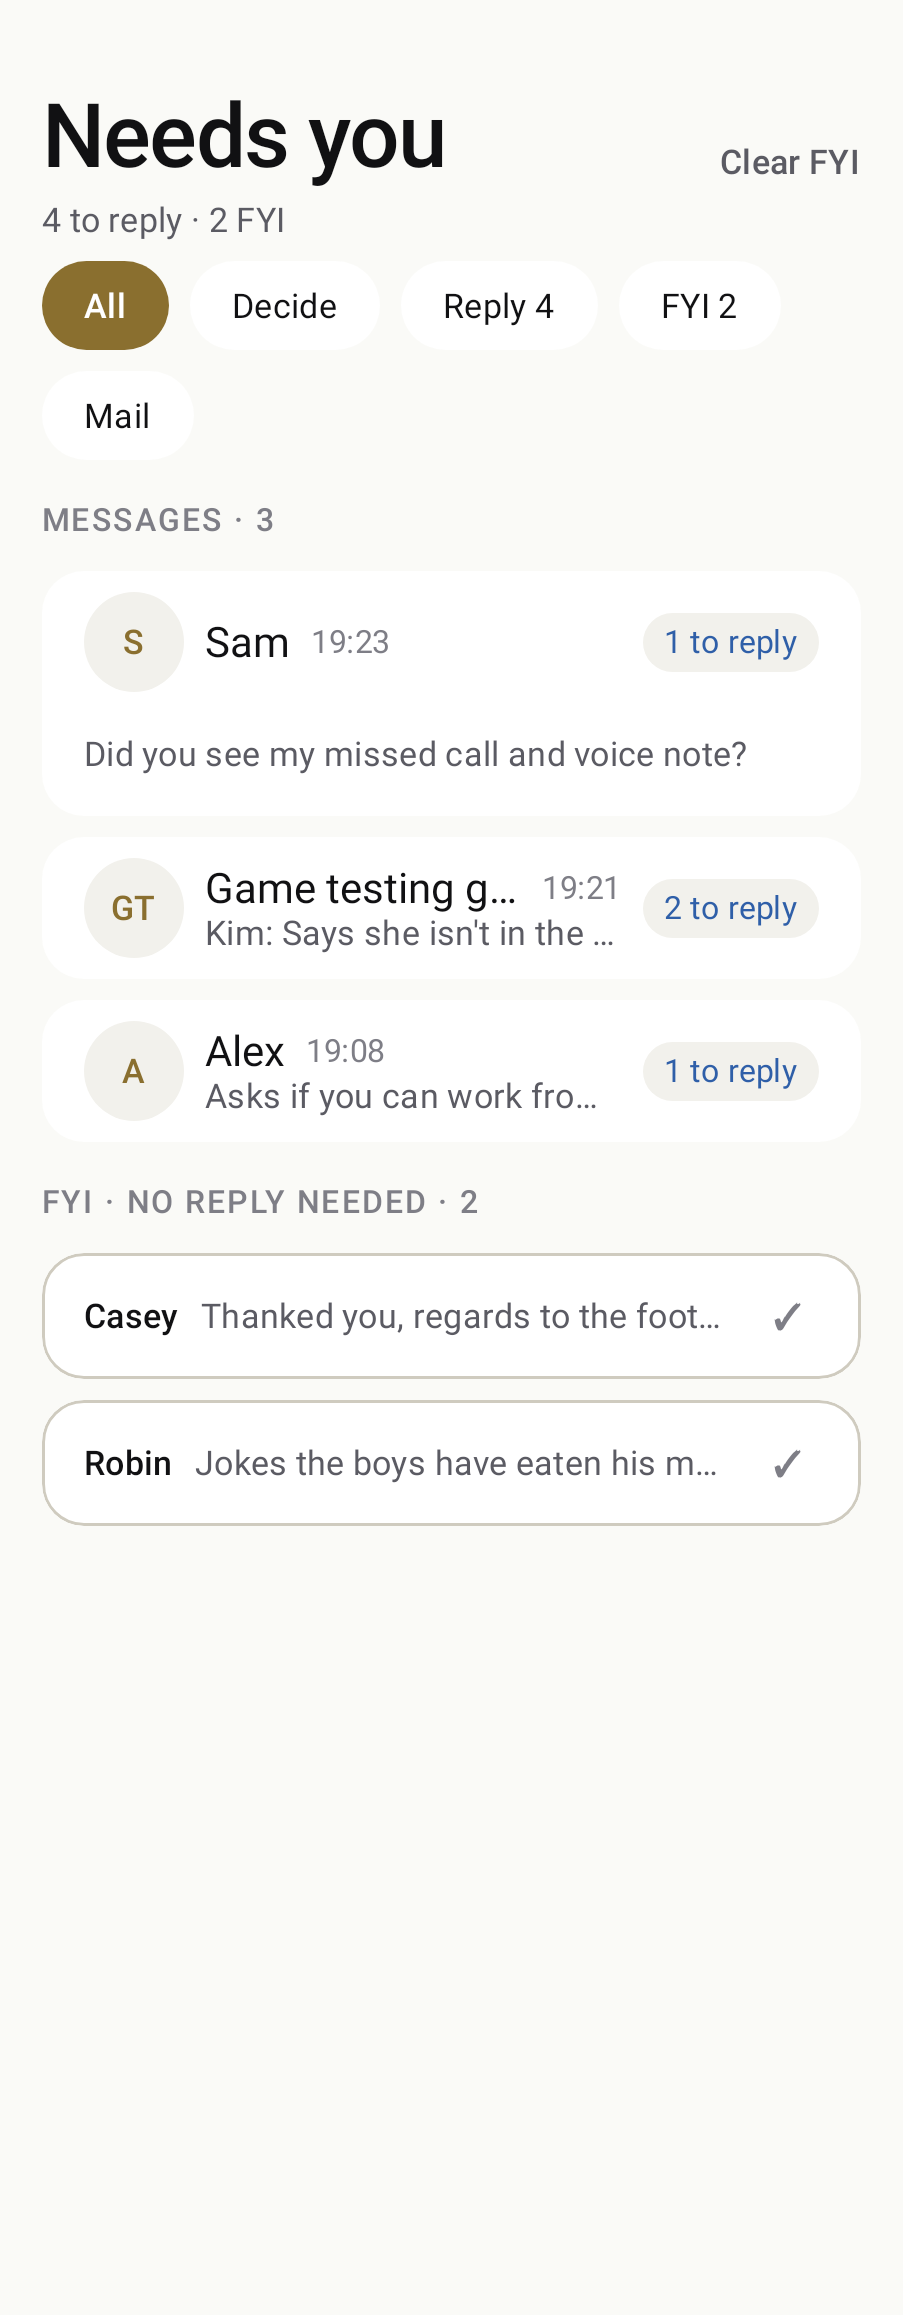 Needs you
Clear FYI
4 to reply · 2 FYI
All
Decide
Reply 4
FYI 2
Mail
MESSAGES · 3
S
Sam 19:23
1 to reply
Did you see my missed call and voice note?
GT
Game testing g... 19:21
Kim: Says she isn't in the ...
2 to reply
A
Alex 19:08
Asks if you can work fro...
1 to reply
FYI · NO REPLY NEEDED · 2
Casey Thanked you, regards to the foot... ✓
Robin Jokes the boys have eaten his m... ✓